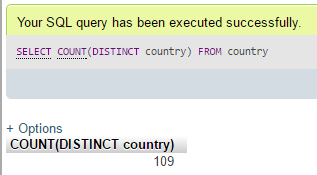 Your SQL query has been executed successfully.
SELECT COUNT(DISTINCT country) FROM country
+ Options
COUNT(DISTINCT country)
109